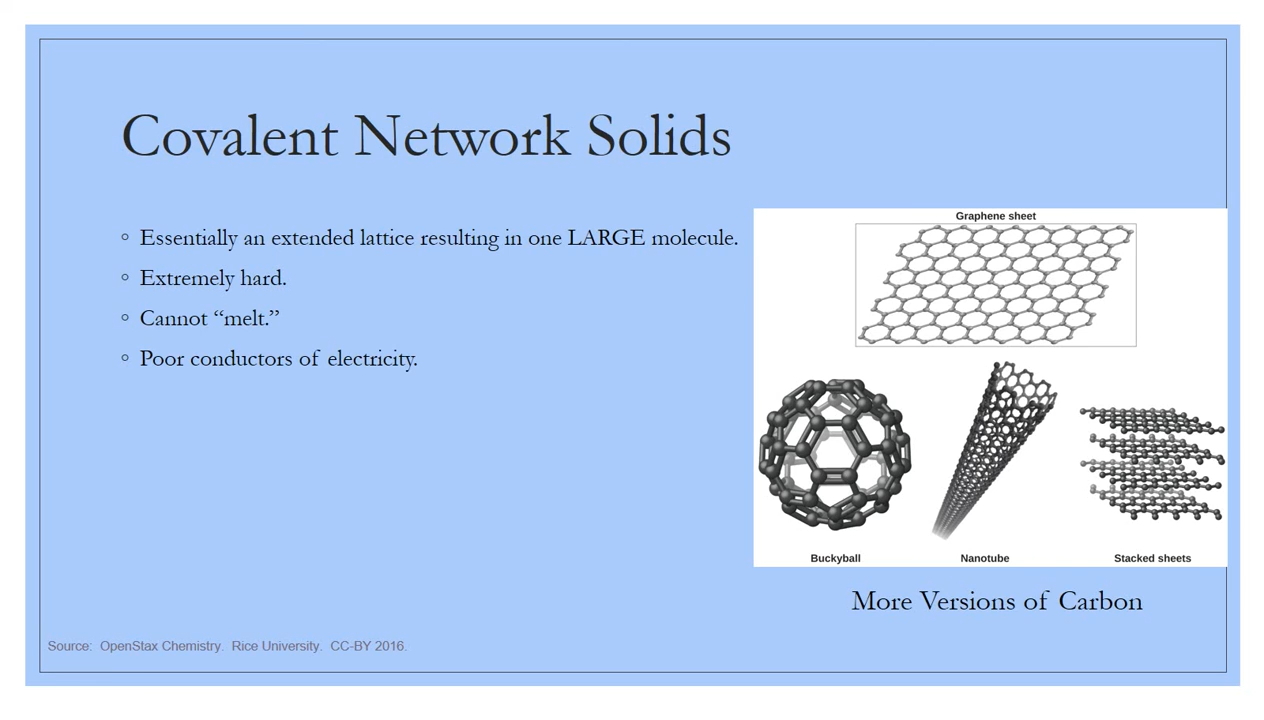 Covalent Network Solids
◦ Essentially an extended lattice resulting in one LARGE molecule.
◦ Extremely hard.
◦ Cannot “melt.”
◦ Poor conductors of electricity.
Graphene sheet
Buckyball
Nanotube
Stacked sheets
More Versions of Carbon
Source: OpenStax Chemistry. Rice University. CC-BY 2016.